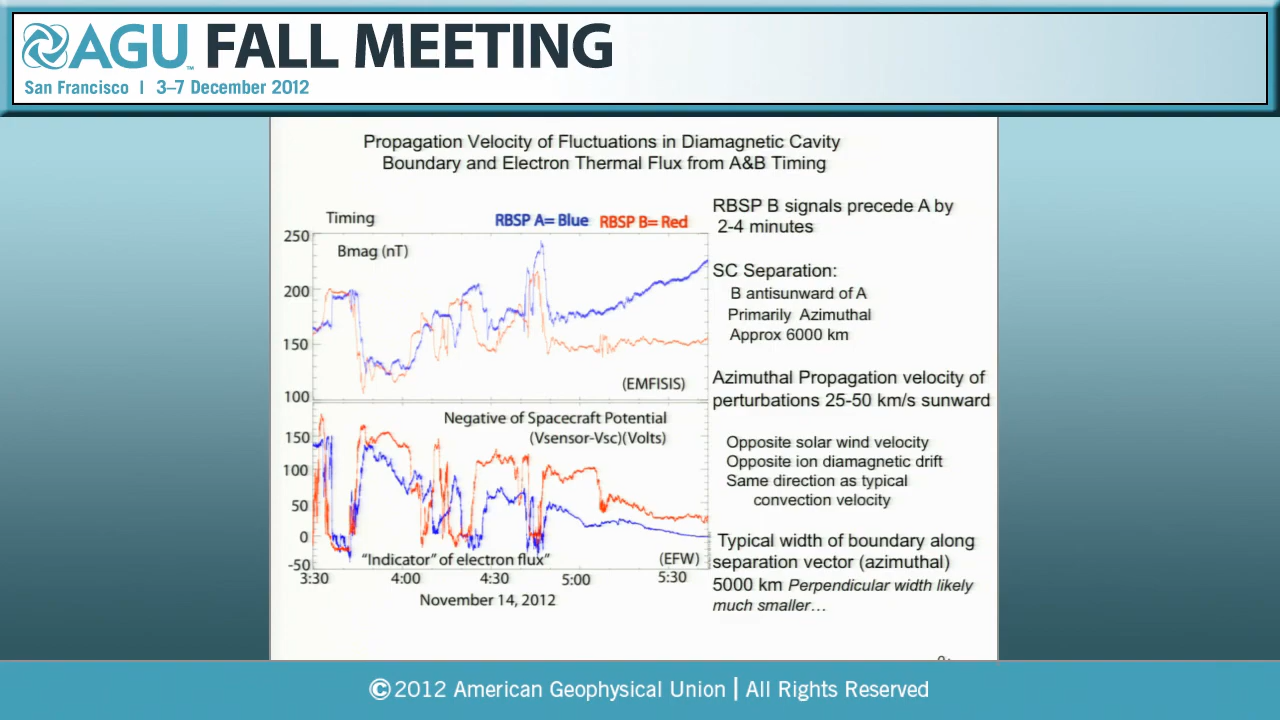 AGU FALL MEETING
San Francisco | 3–7 December 2012
Propagation Velocity of Fluctuations in Diamagnetic Cavity
Boundary and Electron Thermal Flux from A&B Timing
Timing
RBSP A= Blue
RBSP B= Red
250
Bmag (nT)
200
150
(EMFISIS)
100
Negative of Spacecraft Potential
(Vsensor-Vsc)(Volts)
150
100
50
0
"Indicator" of electron flux"
(EFW)
-50
3:30
4:00
4:30
5:00
5:30
November 14, 2012
RBSP B signals precede A by
2-4 minutes
SC Separation:
B antisunward of A
Primarily Azimuthal
Approx 6000 km
Azimuthal Propagation velocity of
perturbations 25-50 km/s sunward
Opposite solar wind velocity
Opposite ion diamagnetic drift
Same direction as typical
convection velocity
Typical width of boundary along
separation vector (azimuthal)
5000 km Perpendicular width likely
much smaller…
©2012 American Geophysical Union | All Rights Reserved